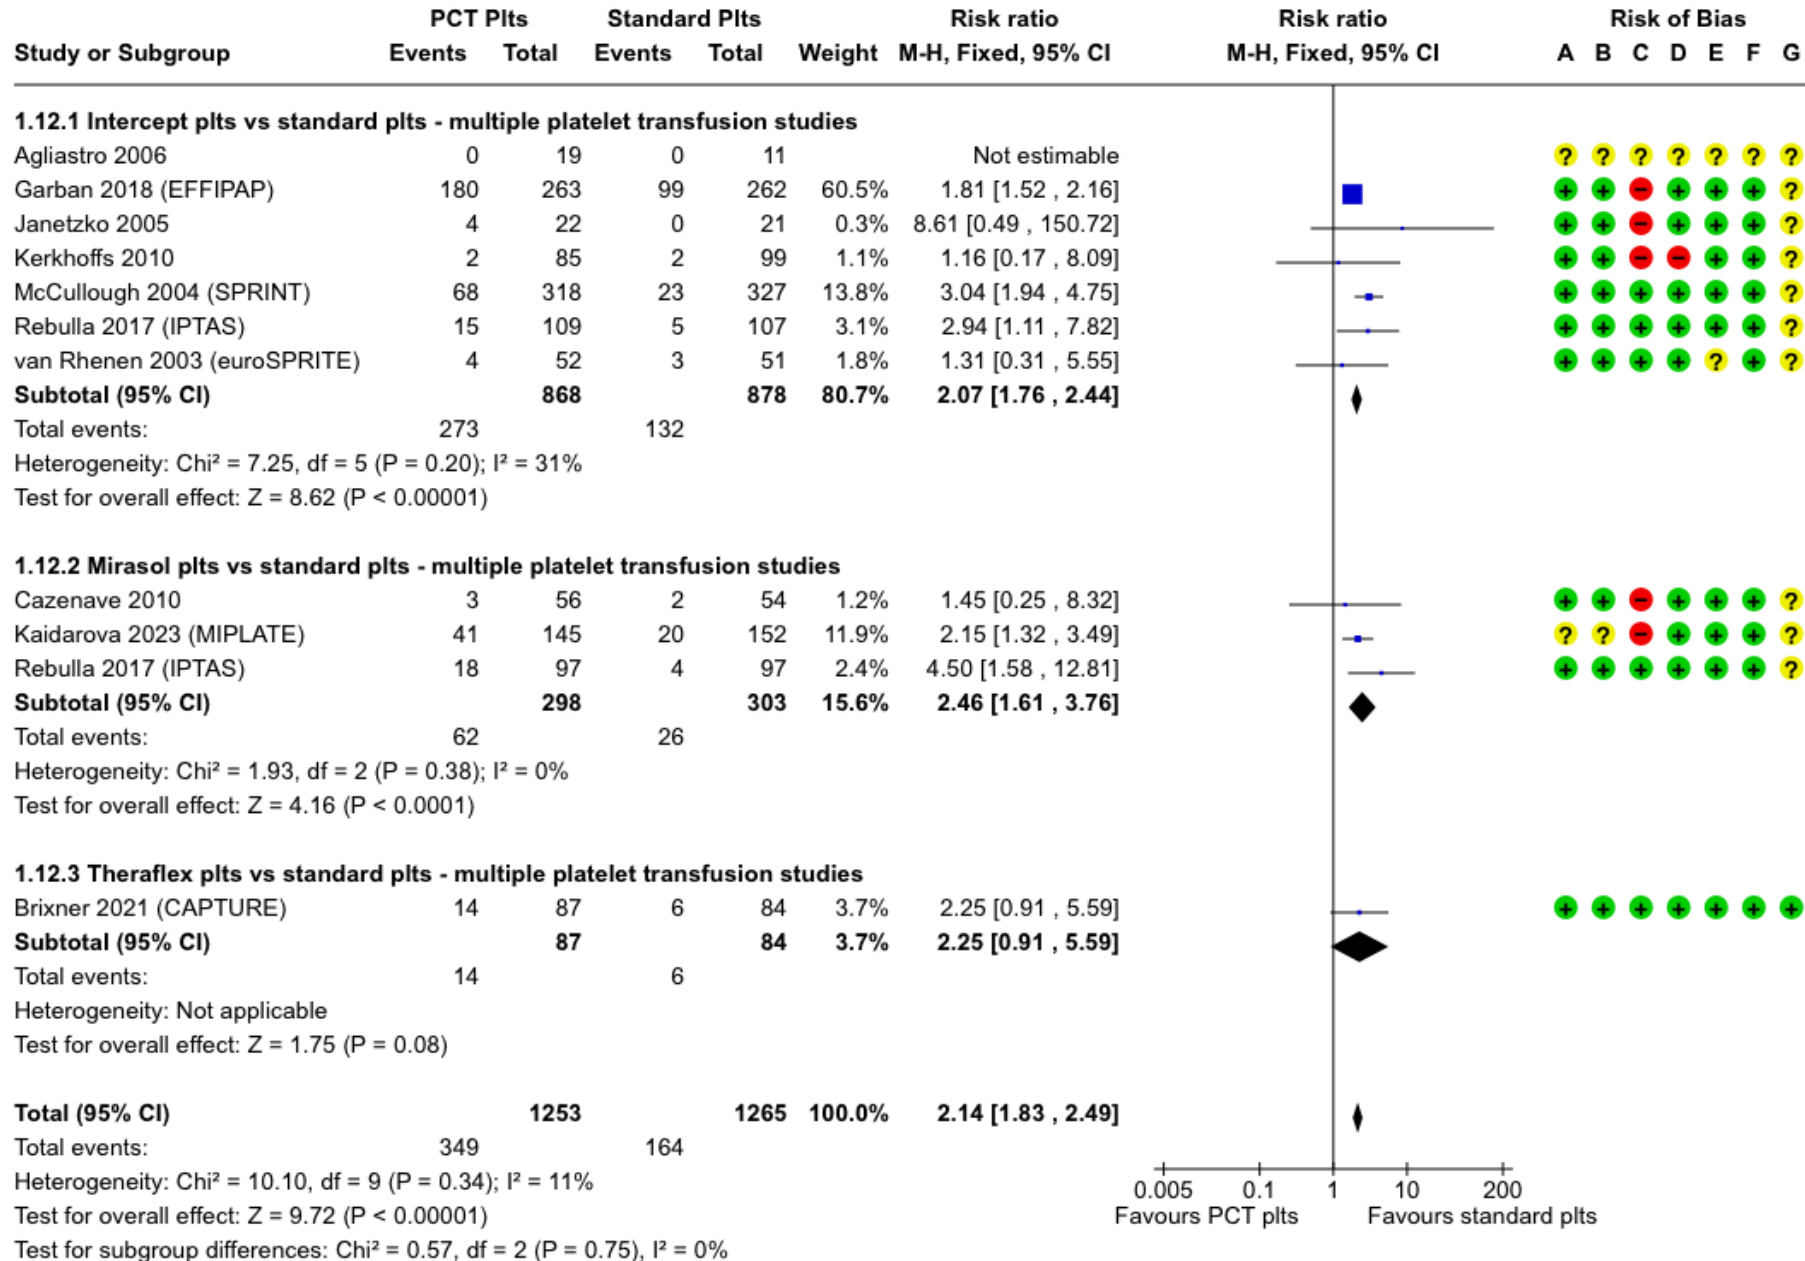 PCT Plts Standard Plts Risk ratio Risk ratio Risk of Bias
Study or Subgroup Events Total Events Total Weight M-H, Fixed, 95% CI M-H, Fixed, 95% CI A B C D E F G
1.12.1 Intercept plts vs standard plts - multiple platelet transfusion studies
Agliastro 2006 0 19 0 11 Not estimable ? ? ? ? ? ? ?
Garban 2018 (EFFIPAP) 180 263 99 262 60.5% 1.81 [1.52 , 2.16] + + − + + + ?
Janetzko 2005 4 22 0 21 0.3% 8.61 [0.49 , 150.72] + + − + + + ?
Kerkhoffs 2010 2 85 2 99 1.1% 1.16 [0.17 , 8.09] + + − − + + ?
McCullough 2004 (SPRINT) 68 318 23 327 13.8% 3.04 [1.94 , 4.75] + + + + + + ?
Rebulla 2017 (IPTAS) 15 109 5 107 3.1% 2.94 [1.11 , 7.82] + + + + + + ?
van Rhenen 2003 (euroSPRITE) 4 52 3 51 1.8% 1.31 [0.31 , 5.55] + + + + ? + ?
Subtotal (95% CI) 868 878 80.7% 2.07 [1.76 , 2.44]
Total events: 273 132
Heterogeneity: Chi² = 7.25, df = 5 (P = 0.20); I² = 31%
Test for overall effect: Z = 8.62 (P < 0.00001)
1.12.2 Mirasol plts vs standard plts - multiple platelet transfusion studies
Cazenave 2010 3 56 2 54 1.2% 1.45 [0.25 , 8.32] + + − + + + ?
Kaidarova 2023 (MIPLATE) 41 145 20 152 11.9% 2.15 [1.32 , 3.49] ? ? − + + + ?
Rebulla 2017 (IPTAS) 18 97 4 97 2.4% 4.50 [1.58 , 12.81] + + + + + + ?
Subtotal (95% CI) 298 303 15.6% 2.46 [1.61 , 3.76]
Total events: 62 26
Heterogeneity: Chi² = 1.93, df = 2 (P = 0.38); I² = 0%
Test for overall effect: Z = 4.16 (P < 0.0001)
1.12.3 Theraflex plts vs standard plts - multiple platelet transfusion studies
Brixner 2021 (CAPTURE) 14 87 6 84 3.7% 2.25 [0.91 , 5.59] + + + + + + +
Subtotal (95% CI) 87 84 3.7% 2.25 [0.91 , 5.59]
Total events: 14 6
Heterogeneity: Not applicable
Test for overall effect: Z = 1.75 (P = 0.08)
Total (95% CI) 1253 1265 100.0% 2.14 [1.83 , 2.49]
Total events: 349 164
Heterogeneity: Chi² = 10.10, df = 9 (P = 0.34); I² = 11%
0.005 0.1 1 10 200
Test for overall effect: Z = 9.72 (P < 0.00001)
Favours PCT plts Favours standard plts
Test for subgroup differences: Chi² = 0.57, df = 2 (P = 0.75), I² = 0%